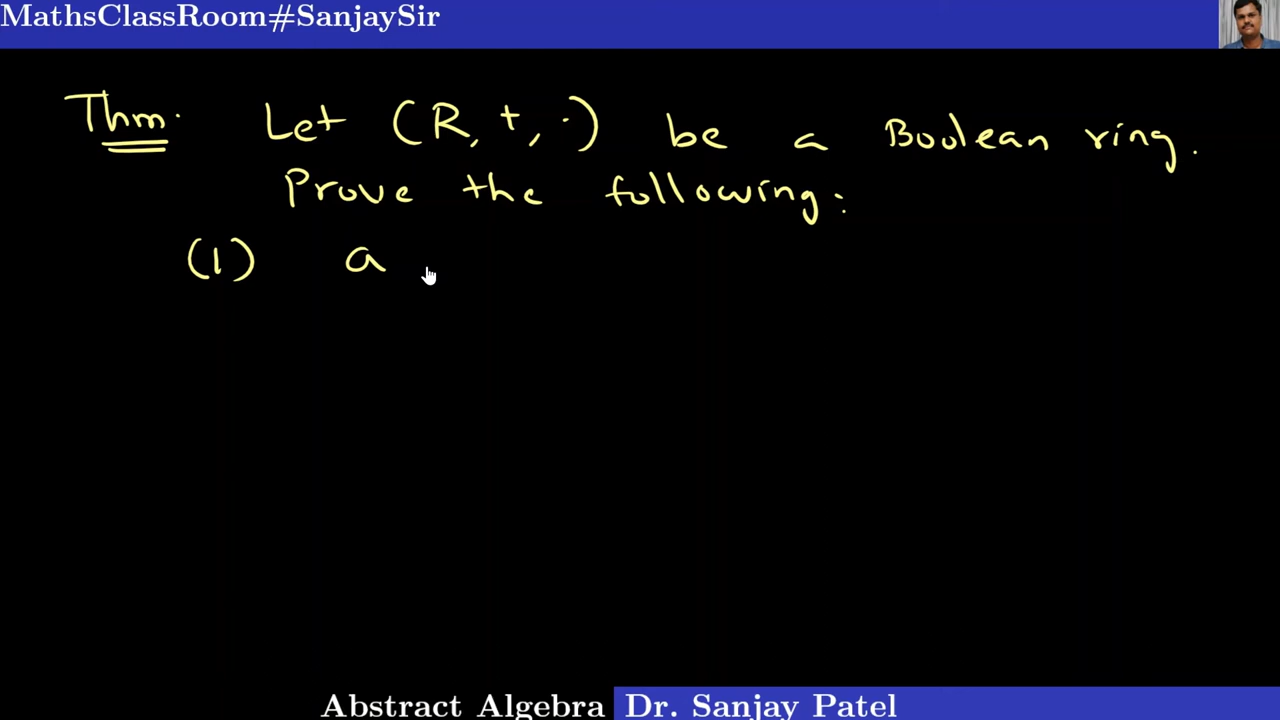 MathsClassRoom#SanjaySir
Thm. Let (R, +, ·) be a Boolean ring.
Prove the following:
(1) a
Abstract Algebra Dr. Sanjay Patel